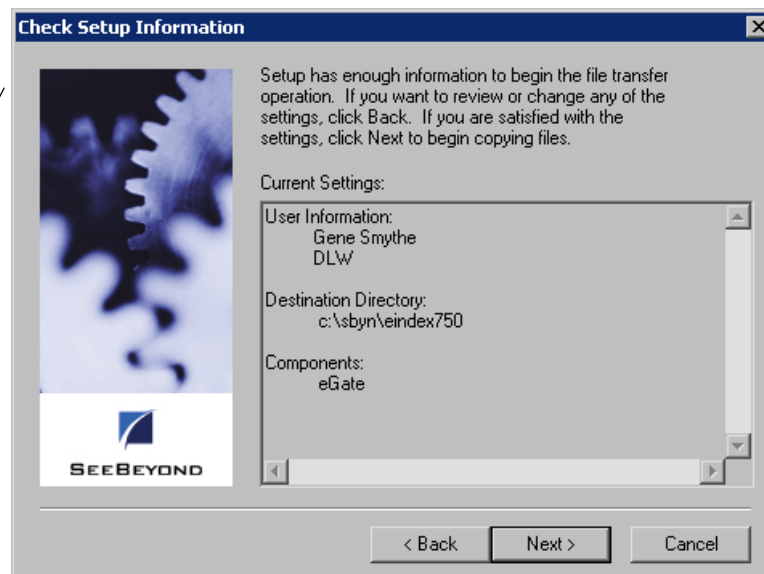 Check Setup Information
Setup has enough information to begin the file transfer
operation. If you want to review or change any of the
settings, click Back. If you are satisfied with the
settings, click Next to begin copying files.
Current Settings:
User Information:
Gene Smythe
DLW
Destination Directory:
c:\sbyn\eindex750
Components:
eGate
SEEBEYOND
< Back
Next >
Cancel